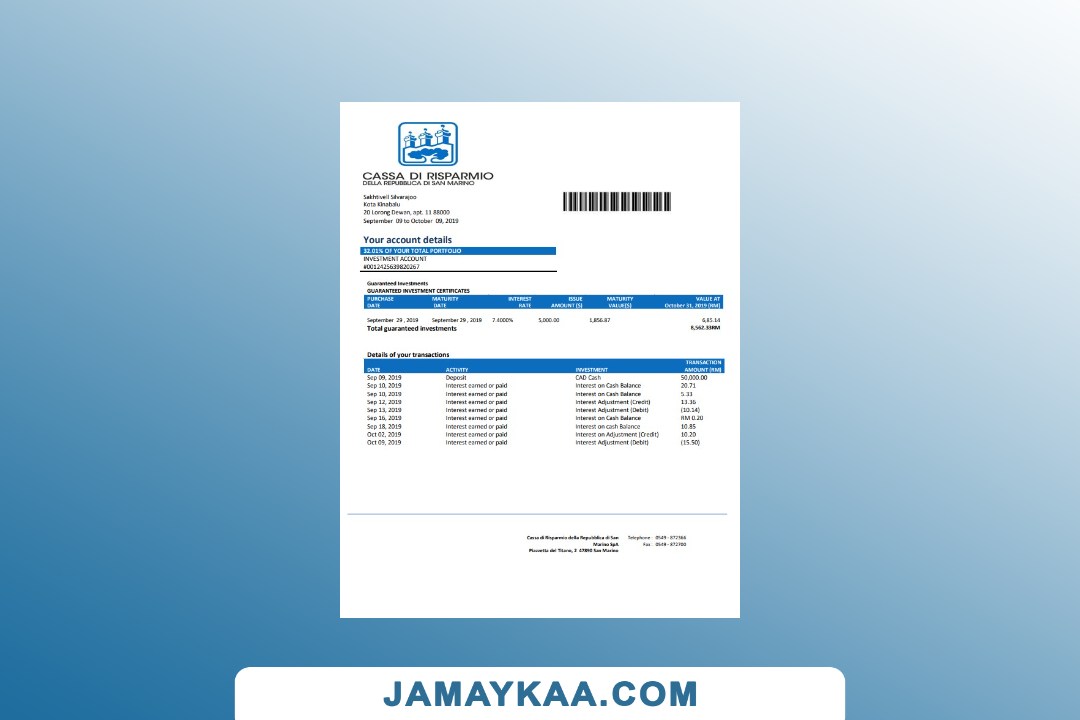 CASSA DI RISPARMIO
DELLA REPUBBLICA DI SAN MARINO
Sakhtivell Silvarajoo
Kota Kinabalu
20 Lorong Dewan, apt. 11 88000
September 09 to October 09, 2019
Your account details
32.01% OF YOUR TOTAL PORTFOLIO
INVESTMENT ACCOUNT
#0012425639820267
Guaranteed Investments
GUARANTEED INVESTMENT CERTIFICATES
PURCHASE DATE MATURITY DATE INTEREST RATE ISSUE AMOUNT ($) MATURITY VALUE($) VALUE AT October 31, 2019 (RM)
September 29 , 2019 September 29 , 2019 7.4000% 5,000.00 1,856.87 6,85.14
Total guaranteed investments 8,562.33RM
Details of your transactions
DATE ACTIVITY INVESTMENT TRANSACTION AMOUNT (RM)
Sep 09, 2019 Deposit CAD Cash 50,000.00
Sep 10, 2019 Interest earned or paid Interest on Cash Balance 20.71
Sep 10, 2019 Interest earned or paid Interest on Cash Balance 5.33
Sep 12, 2019 Interest earned or paid Interest Adjustment (Credit) 13.36
Sep 13, 2019 Interest earned or paid Interest Adjustment (Debit) (10.14)
Sep 16, 2019 Interest earned or paid Interest on Cash Balance RM 0.20
Sep 18, 2019 Interest earned or paid Interest on cash Balance 10.85
Oct 02, 2019 Interest earned or paid Interest on Adjustment (Credit) 10.20
Oct 09, 2019 Interest earned or paid Interest Adjustment (Debit) (15.50)
Cassa di Risparmio della Repubblica di San Telephone : 0549 - 872366
Marino SpA Fax : 0549 - 872700
Piazzetta del Titano, 2 47890 San Marino
JAMAYKAA.COM